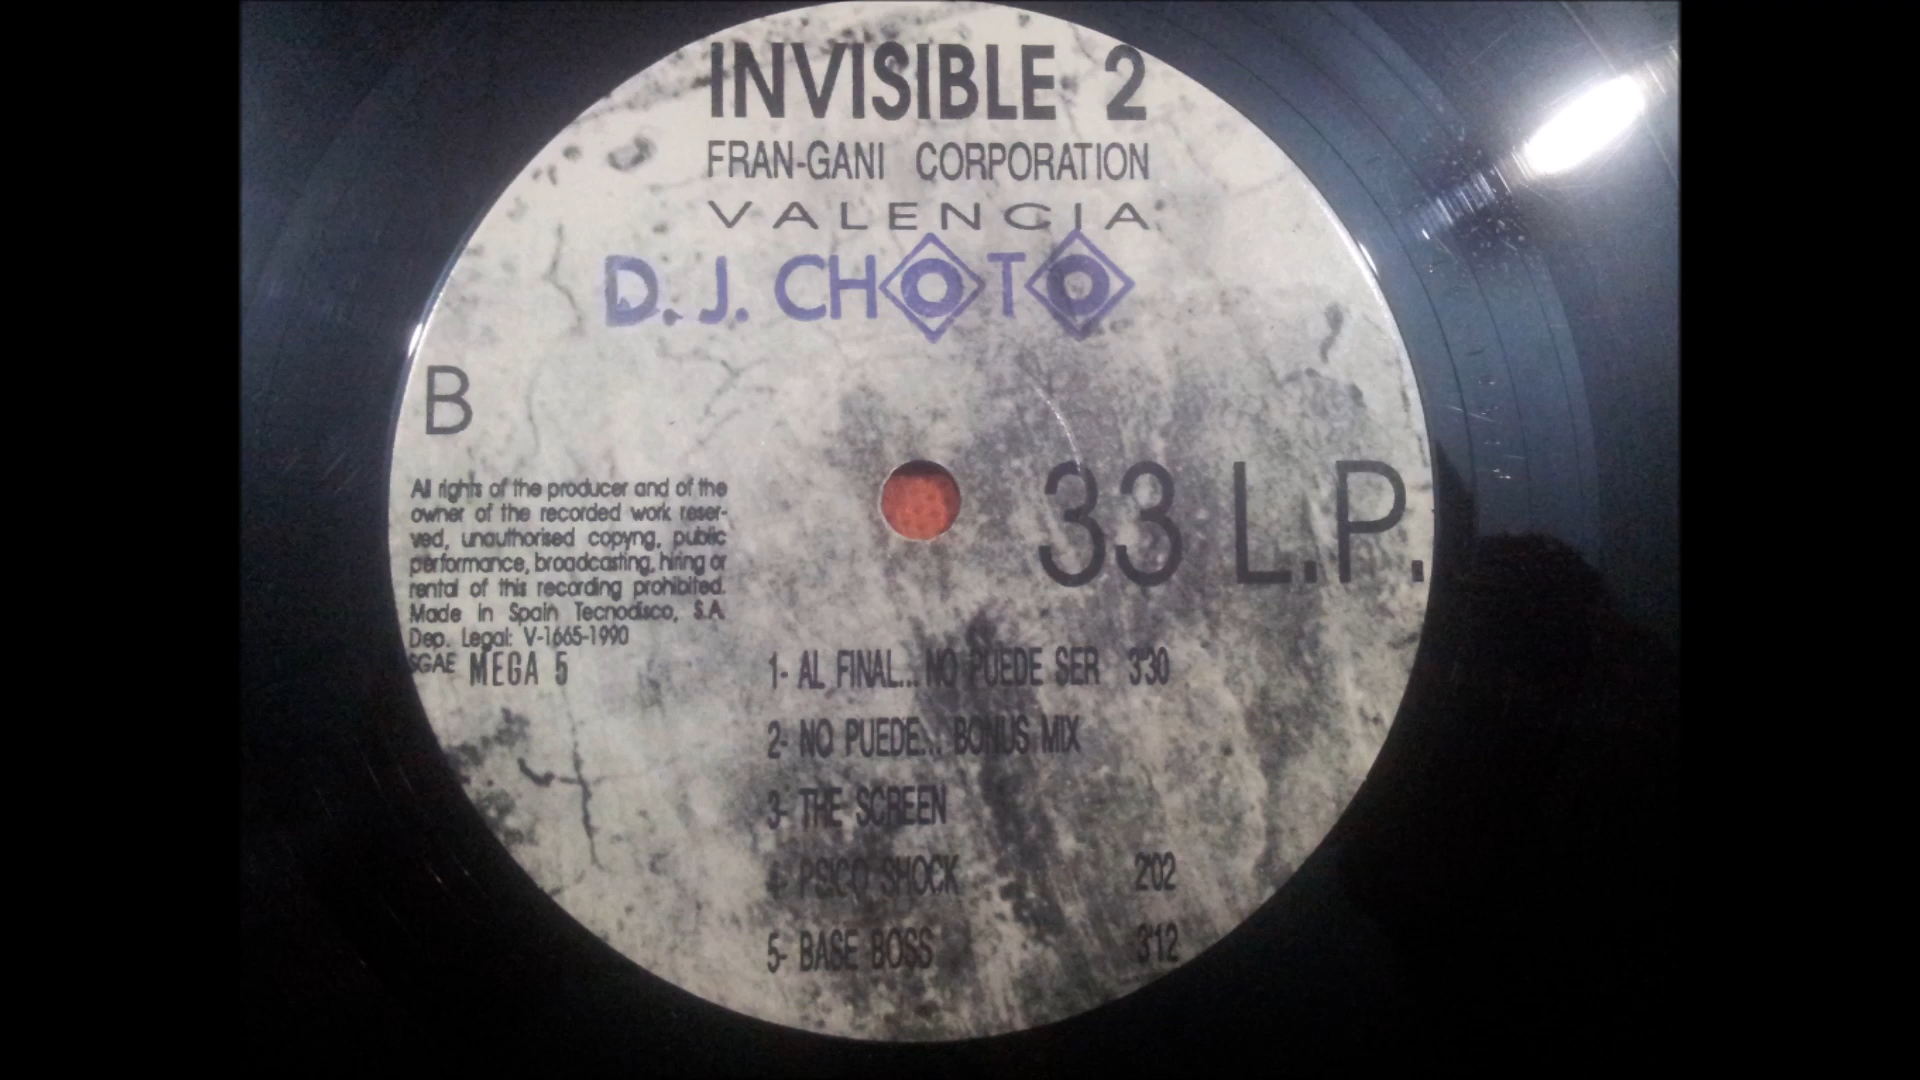 INVISIBLE 2
FRAN-GANI CORPORATION
VALENCIA
D.J. CHOTO
B
33 L.P.
All rights of the producer and of the
owner of the recorded work reser-
ved, unauthorised copyng, public
performance, broadcasting, hiring or
rental of this recording prohibited.
Made in Spain Tecnodisco, S.A.
Dep. Legal: V-1665-1990
SGAE MEGA 5
1- AL FINAL... NO PUEDE SER 3'30
2- NO PUEDE... BONUS MIX
3- THE SCREEN
4- PSICO SHOCK 2'02
5- BASE BOSS 3'12